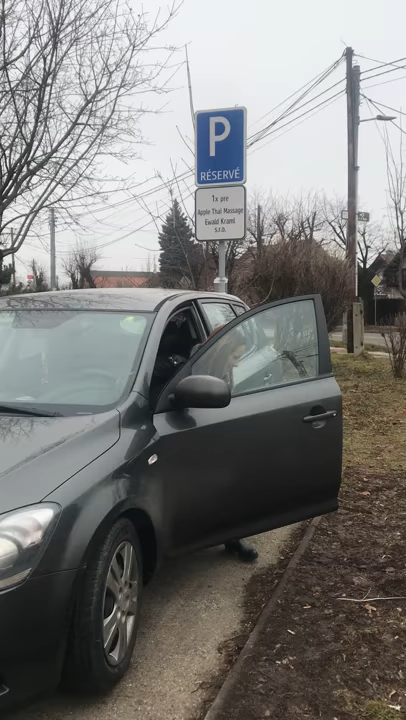 P
RÉSERVÉ
1x pre
Apple Thai Massage
Ewald Kraml
s.r.o.